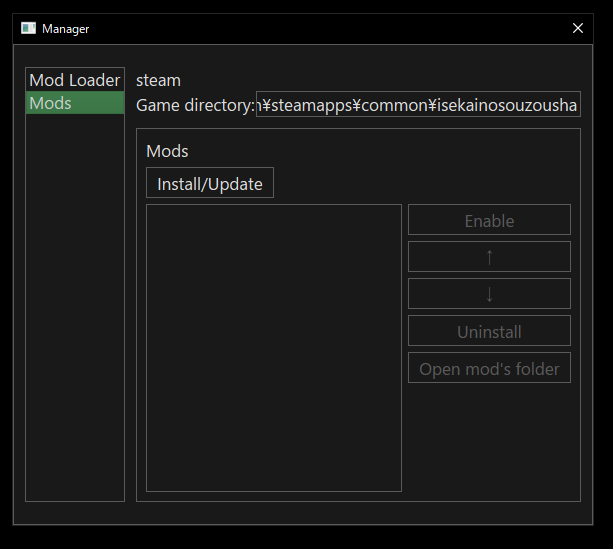 Manager
Mod Loader
Mods
steam
Game directory:
¥steamapps¥common¥isekainosouzousha
Mods
Install/Update
Enable
↑
↓
Uninstall
Open mod's folder